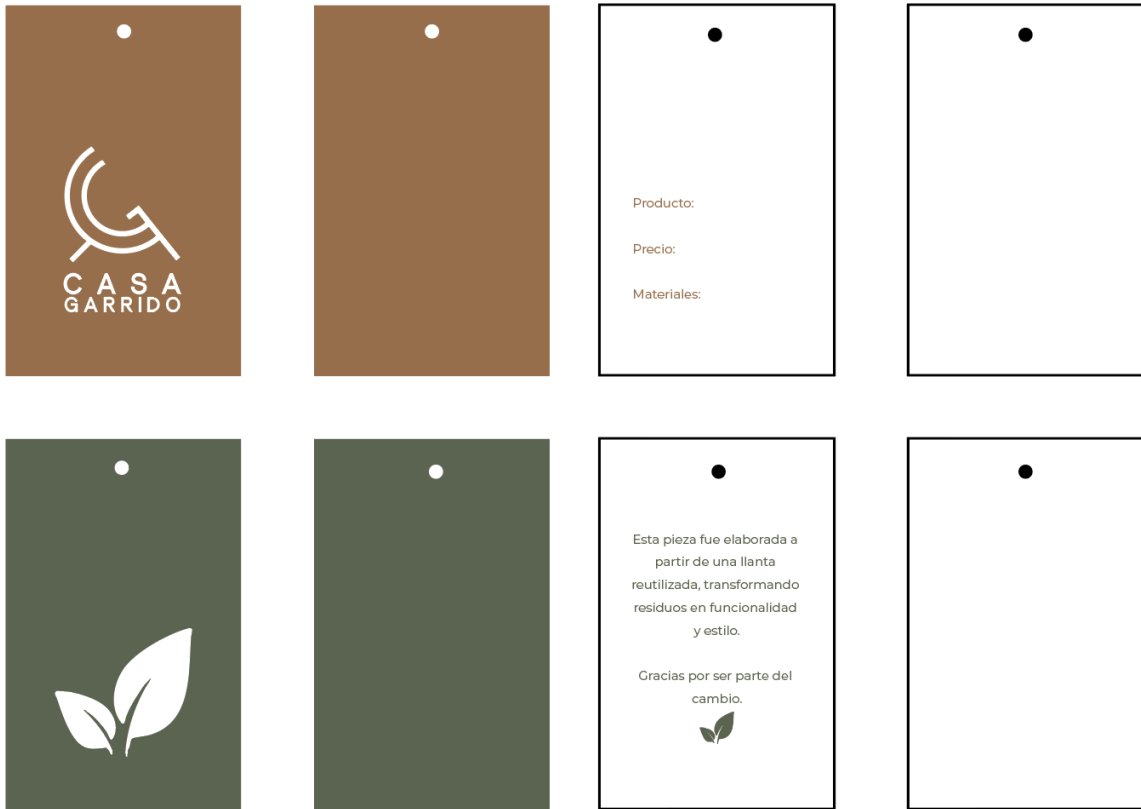 CASA
GARRIDO
Producto:
Precio:
Materiales:
Esta pieza fue elaborada a
partir de una llanta
reutilizada, transformando
residuos en funcionalidad
y estilo.
Gracias por ser parte del
cambio.